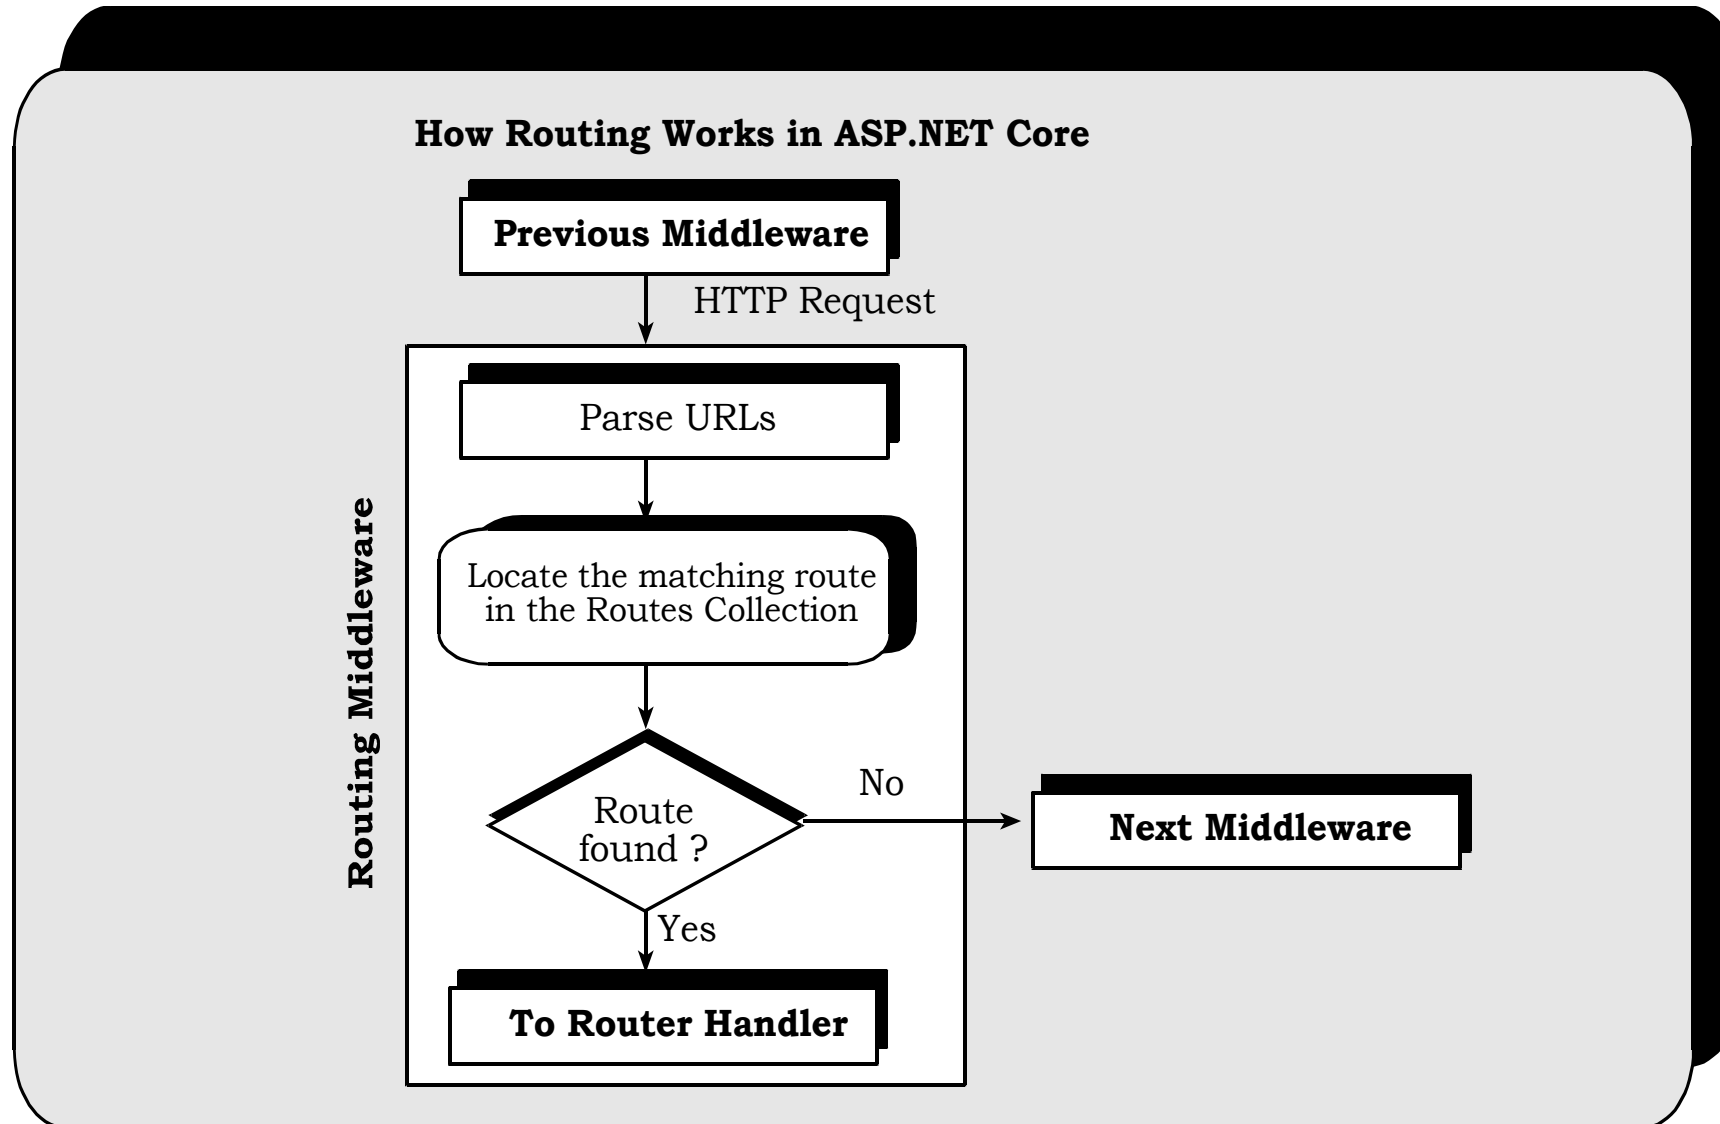 How Routing Works in ASP.NET Core
Previous Middleware
HTTP Request
Parse URLs
Routing Middleware
Locate the matching route
in the Routes Collection
No
Route
found ?
Next Middleware
Yes
To Router Handler